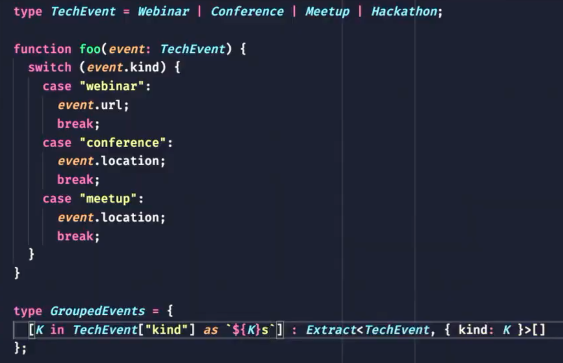 type TechEvent = Webinar | Conference | Meetup | Hackathon;
function foo(event: TechEvent) {
switch (event.kind) {
case "webinar":
event.url;
break;
case "conference":
event.location;
break;
case "meetup":
event.location;
break;
}
}
type GroupedEvents = {
[K in TechEvent["kind"] as `${K}s`] : Extract<TechEvent, { kind: K }>[]
};